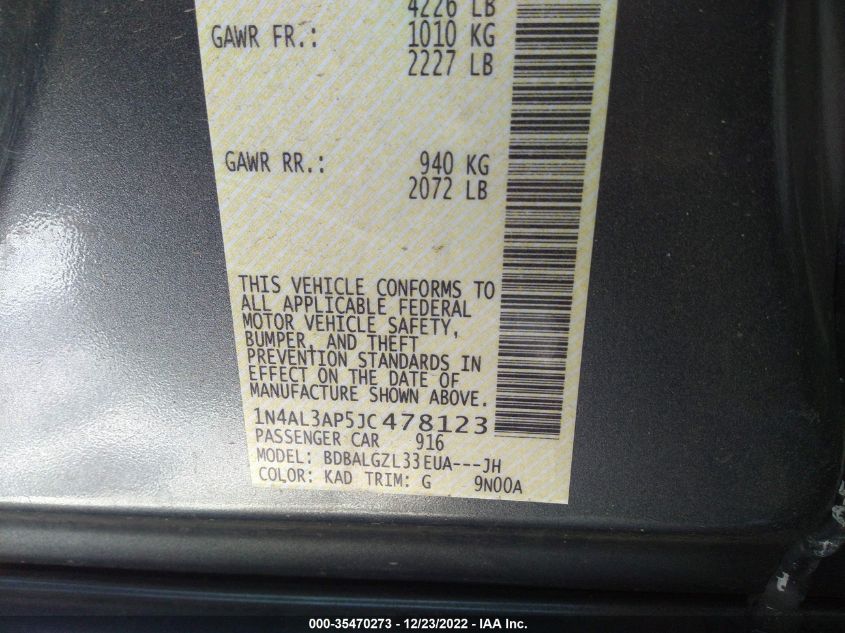 4226 LB
GAWR FR.: 1010 KG
2227 LB
GAWR RR.: 940 KG
2072 LB
THIS VEHICLE CONFORMS TO
ALL APPLICABLE FEDERAL
MOTOR VEHICLE SAFETY,
BUMPER, AND THEFT
PREVENTION STANDARDS IN
EFFECT ON THE DATE OF
MANUFACTURE SHOWN ABOVE.
1N4AL3AP5JC478123
PASSENGER CAR 916
MODEL: BDBALGZL33EUA---JH
COLOR: KAD TRIM: G 9N00A
000-35470273 - 12/23/2022 - IAA Inc.